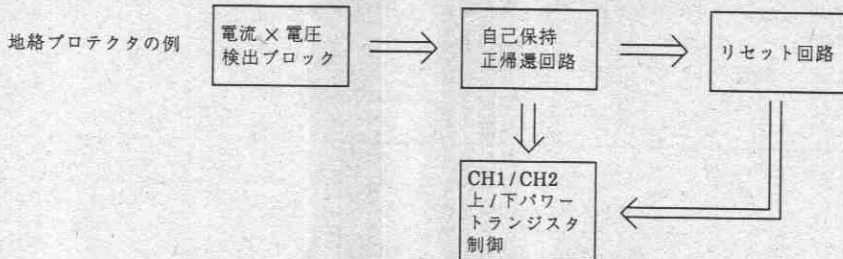 地絡プロテクタの例
電流 × 電圧
検出ブロック
自己保持
正帰還回路
リセット回路
CH1/CH2
上/下パワー
トランジスタ
制御